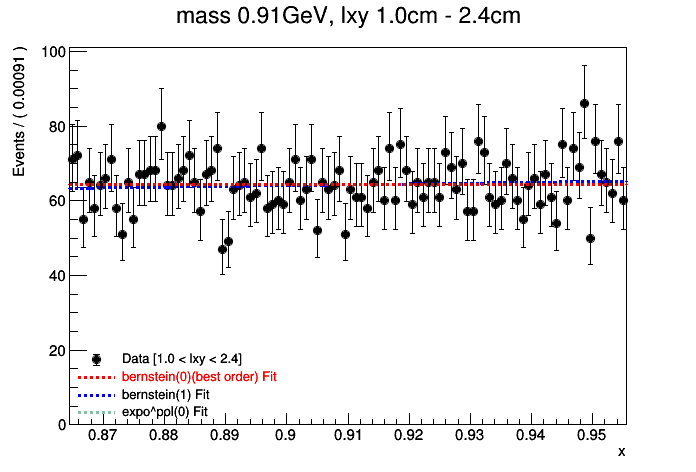 mass 0.91GeV, lxy 1.0cm - 2.4cm
Events / ( 0.00091 )
100
80
60
40
20
0
Data [1.0 < lxy < 2.4]
bernstein(0)(best order) Fit
bernstein(1) Fit
expo^pol(0) Fit
0.87 0.88 0.89 0.9 0.91 0.92 0.93 0.94 0.95
x